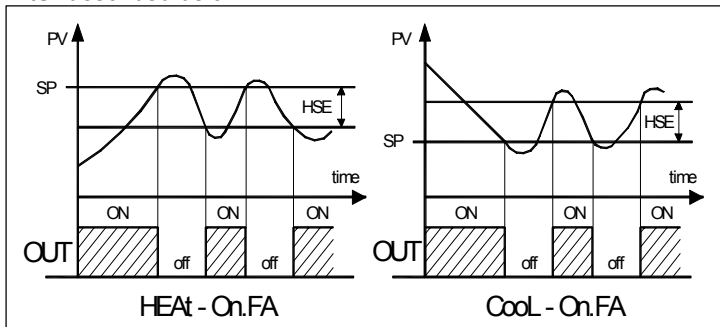 PV
SP
HSE
time
ON
ON
ON
OUT
off
off
HEAt - On.FA
PV
HSE
SP
time
ON
ON
ON
OUT
off
off
CooL - On.FA